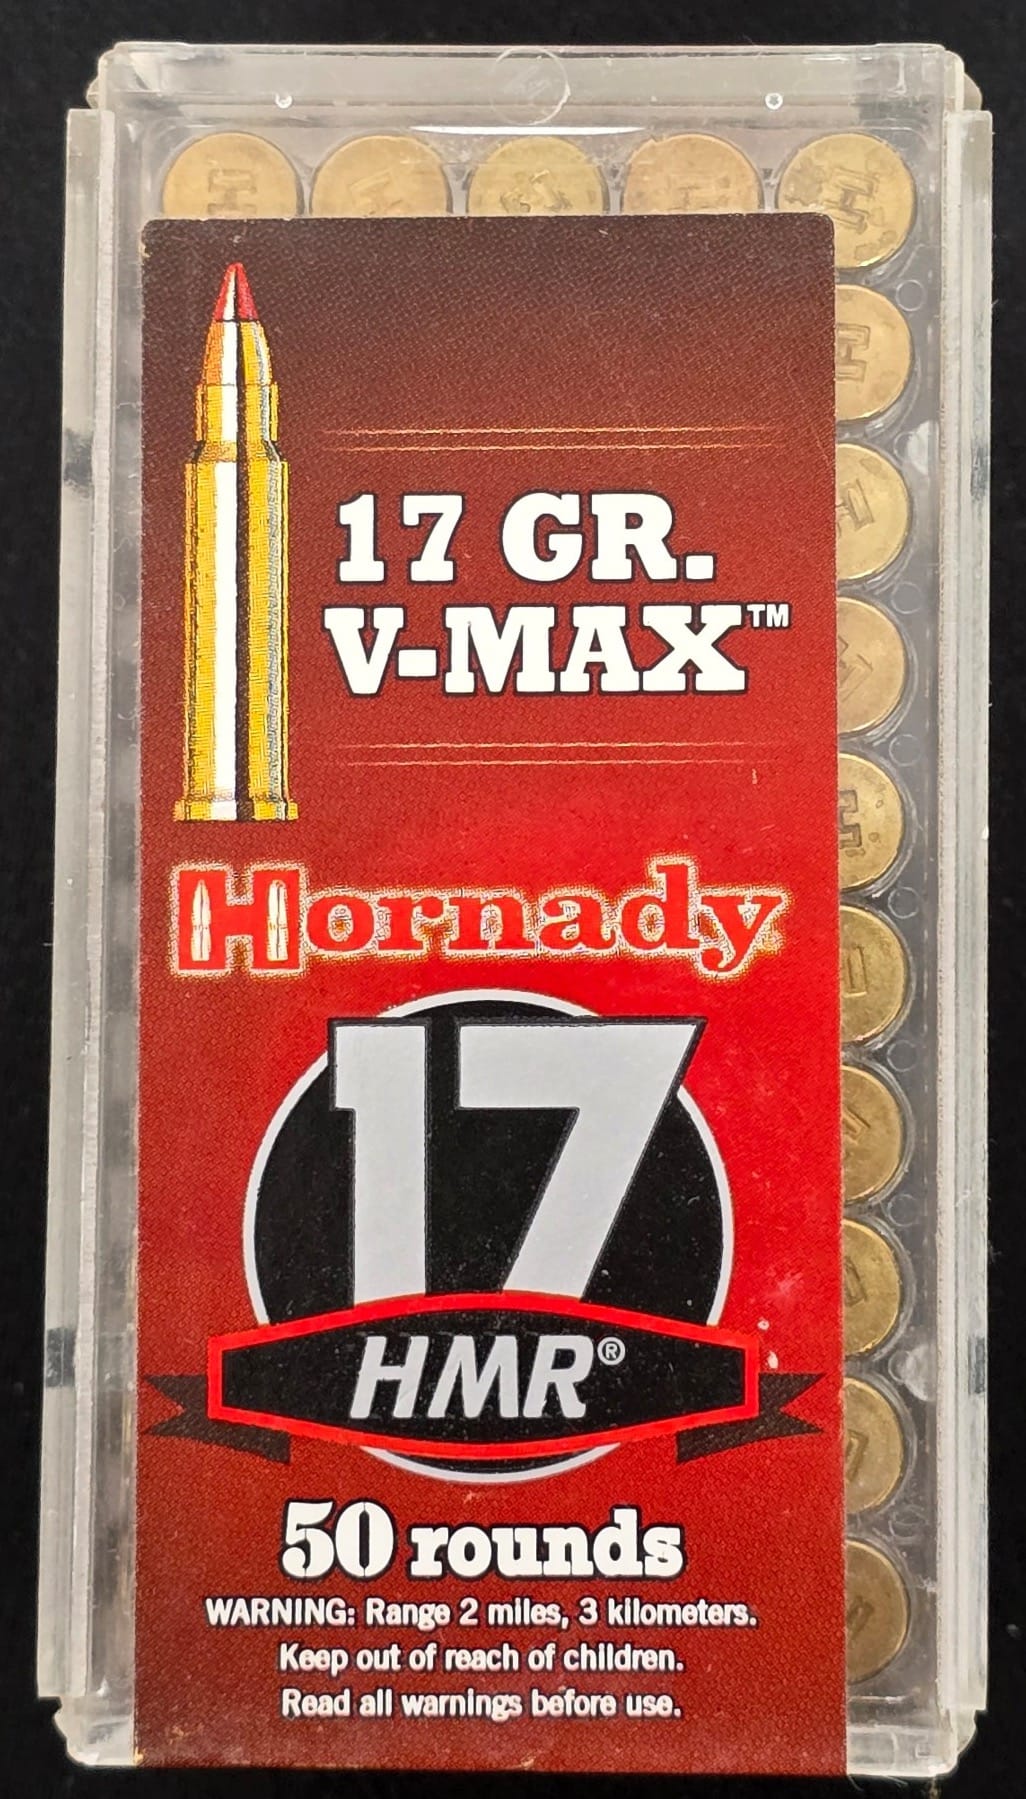 17 GR.
V-MAX™
Hornady
17
HMR®
50 rounds
WARNING: Range 2 miles, 3 kilometers.
Keep out of reach of children.
Read all warnings before use.